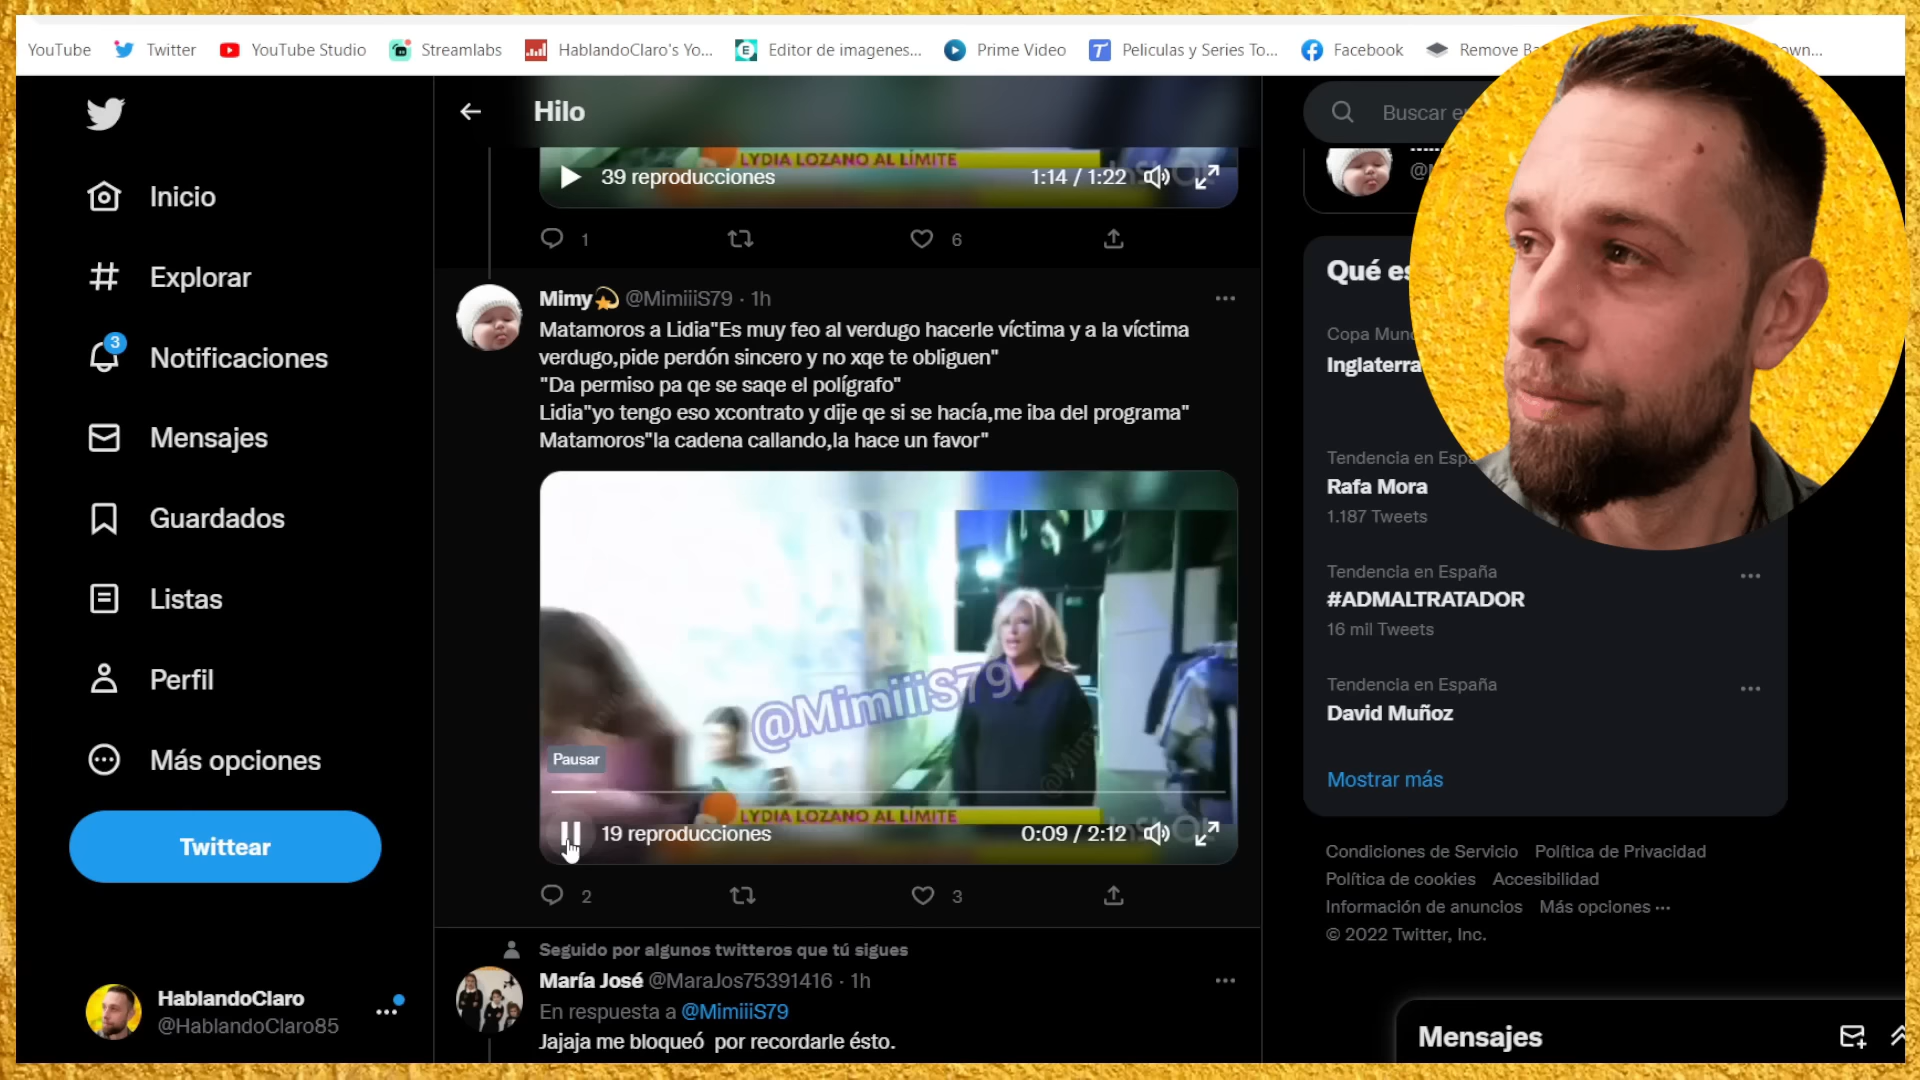 YouTube
Twitter
YouTube Studio
Streamlabs
HablandoClaro's Yo...
Editor de imagenes...
Prime Video
Peliculas y Series To...
Facebook
Remove
Hilo
Buscar
LYDIA LOZANO AL LÍMITE
39 reproducciones
1:14 / 1:22
1
6
Inicio
Explorar
3
Notificaciones
Mensajes
Guardados
Listas
Perfil
Más opciones
Twittear
HablandoClaro
@HablandoClaro85
Mimy @MimiiiS79 · 1h
Matamoros a Lidia"Es muy feo al verdugo hacerle víctima y a la víctima
verdugo,pide perdón sincero y no xqe te obliguen"
"Da permiso pa qe se saqe el polígrafo"
Lidia"yo tengo eso xcontrato y dije qe si se hacía,me iba del programa"
Matamoros"la cadena callando,la hace un favor"
@MimiiiS79
Pausar
LYDIA LOZANO AL LÍMITE
19 reproducciones
0:09 / 2:12
2
3
Seguido por algunos twitteros que tú sigues
María José @MaraJos75391416 · 1h
En respuesta a @MimiiiS79
Jajaja me bloqueó por recordarle ésto.
Qué
Inglaterra
Rafa Mora
1.187 Tweets
Tendencia en España
#ADMALTRATADOR
16 mil Tweets
Tendencia en España
David Muñoz
Mostrar más
Condiciones de Servicio Política de Privacidad
Política de cookies Accesibilidad
Información de anuncios Más opciones ···
© 2022 Twitter, Inc.
Mensajes